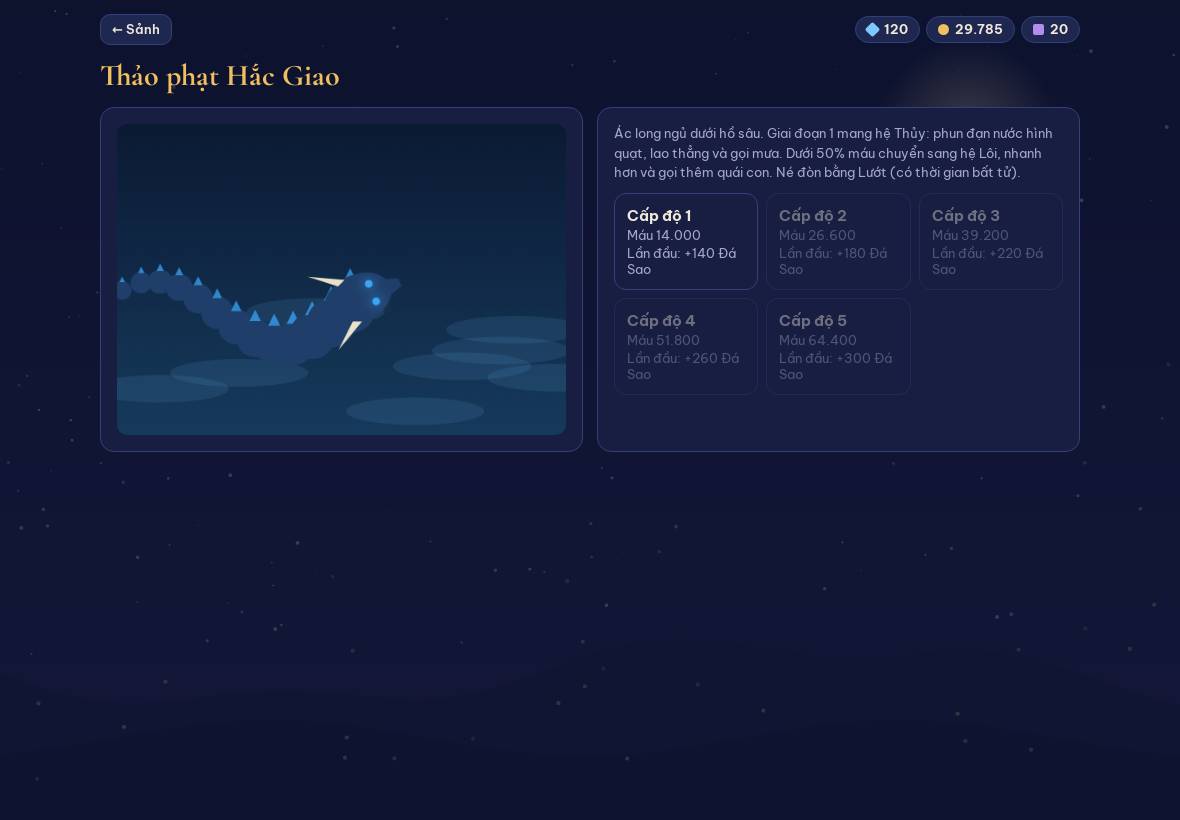 ← Sảnh
120
29.785
20
Thảo phạt Hắc Giao
Ác long ngủ dưới hồ sâu. Giai đoạn 1 mang hệ Thủy: phun đạn nước hình
quạt, lao thẳng và gọi mưa. Dưới 50% máu chuyển sang hệ Lôi, nhanh
hơn và gọi thêm quái con. Né đòn bằng Lướt (có thời gian bất tử).
Cấp độ 1
Máu 14.000
Lần đầu: +140 Đá
Sao
Cấp độ 2
Máu 26.600
Lần đầu: +180 Đá
Sao
Cấp độ 3
Máu 39.200
Lần đầu: +220 Đá
Sao
Cấp độ 4
Máu 51.800
Lần đầu: +260 Đá
Sao
Cấp độ 5
Máu 64.400
Lần đầu: +300 Đá
Sao